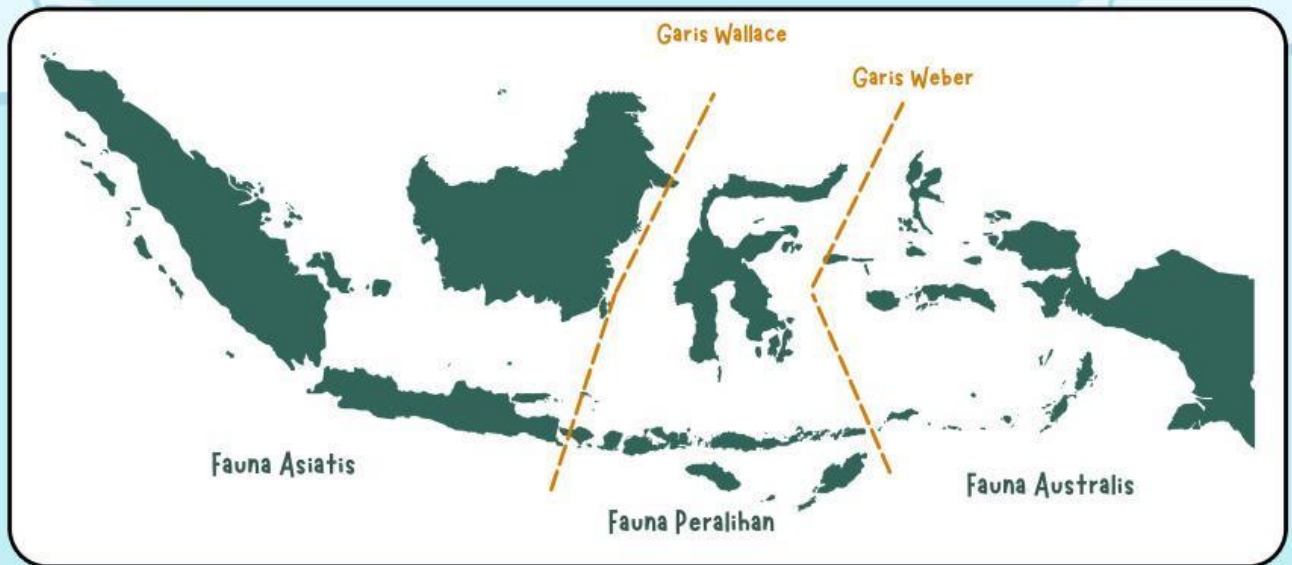 Garis Wallace
Garis Weber
Fauna Asiatis
Fauna Peralihan
Fauna Australis